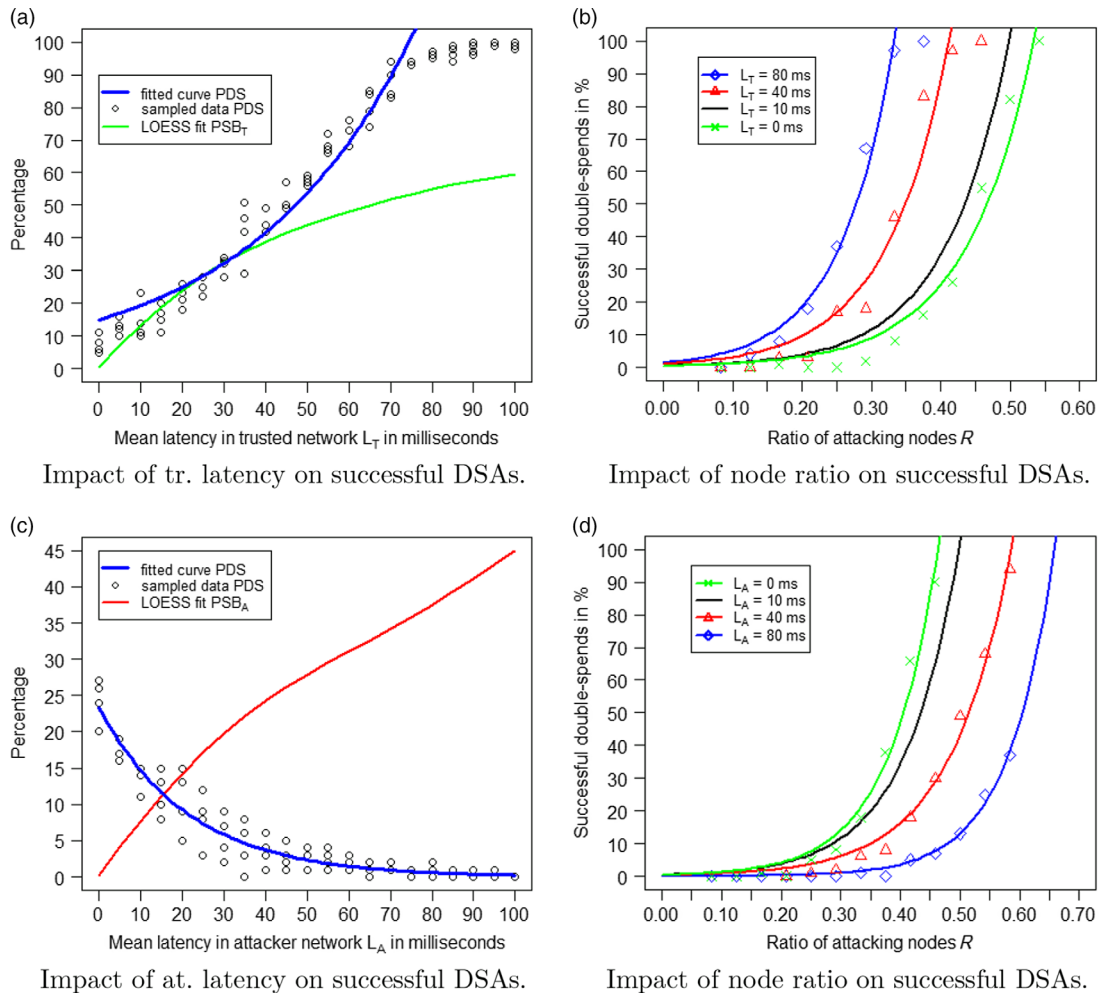 (a)
100
90
80
70
60
50
40
30
20
10
0
Percentage
fitted curve PDS
sampled data PDS
LOESS fit PSB_T
0 10 20 30 40 50 60 70 80 90 100
Mean latency in trusted network L_T in milliseconds
Impact of tr. latency on successful DSAs.
(b)
100
90
80
70
60
50
40
30
20
10
0
Successful double-spends in %
L_T = 80 ms
L_T = 40 ms
L_T = 10 ms
L_T = 0 ms
0.00 0.10 0.20 0.30 0.40 0.50 0.60
Ratio of attacking nodes R
Impact of node ratio on successful DSAs.
(c)
45
40
35
30
25
20
15
10
5
0
Percentage
fitted curve PDS
sampled data PDS
LOESS fit PSB_A
0 10 20 30 40 50 60 70 80 90 100
Mean latency in attacker network L_A in milliseconds
Impact of at. latency on successful DSAs.
(d)
100
90
80
70
60
50
40
30
20
10
0
Successful double-spends in %
L_A = 0 ms
L_A = 10 ms
L_A = 40 ms
L_A = 80 ms
0.00 0.10 0.20 0.30 0.40 0.50 0.60 0.70
Ratio of attacking nodes R
Impact of node ratio on successful DSAs.